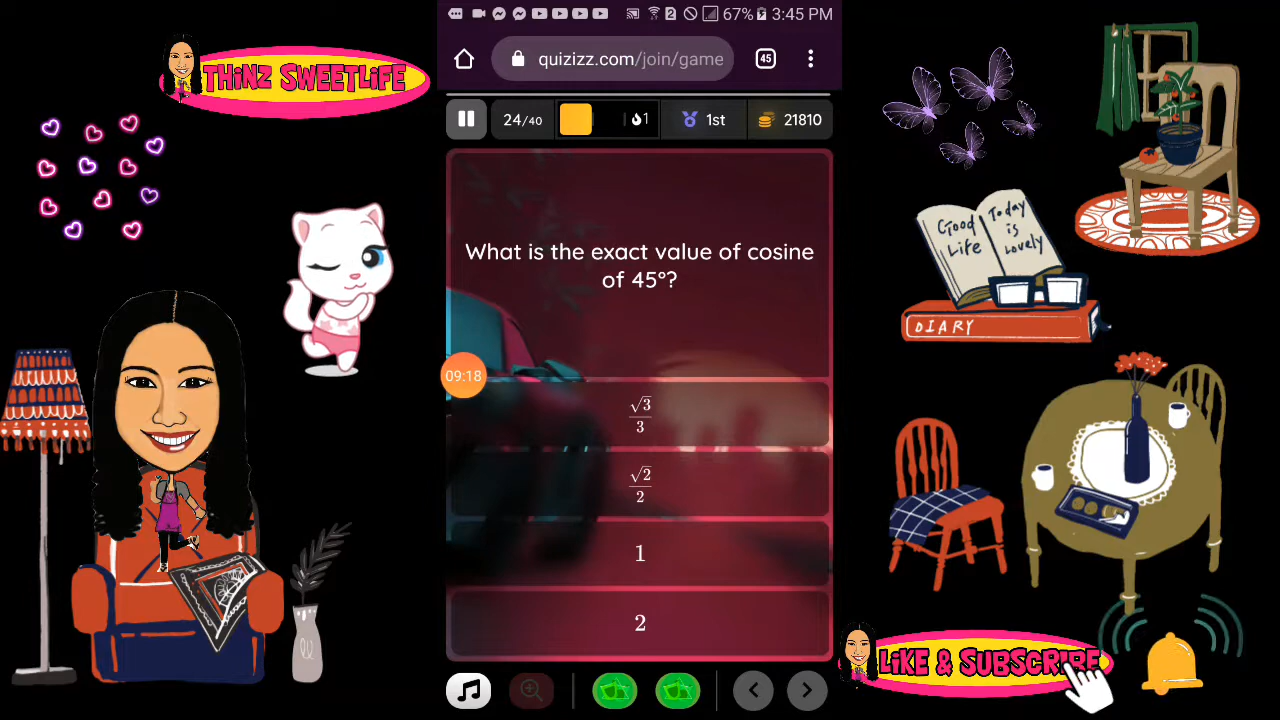 67% 3:45 PM
THiNZ SWEETLiFE
quizizz.com/join/game
45
24/40
1
1st
21810
What is the exact value of cosine
of 45°?
09:18
√3/3
√2/2
1
2
Good
Life
Today
is
Lovely
DIARY
LiKE & SUBSCRiBE